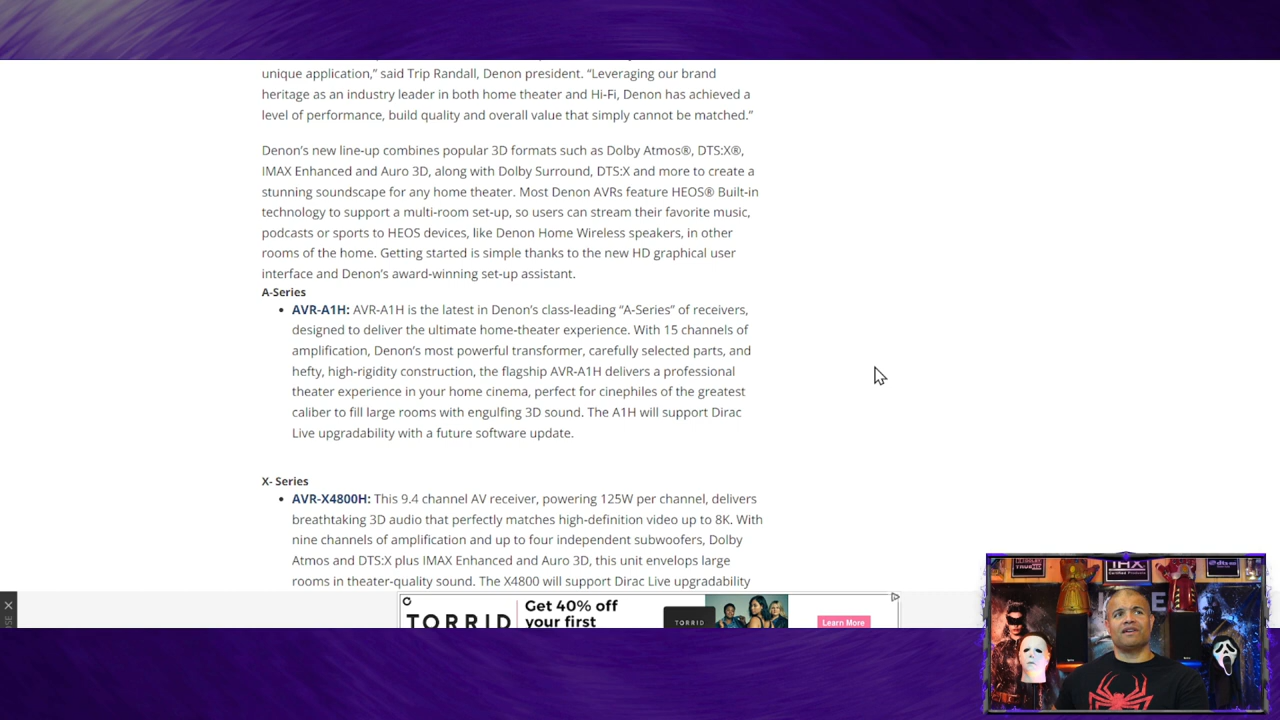 unique application,” said Trip Randall, Denon president. “Leveraging our brand
heritage as an industry leader in both home theater and Hi-Fi, Denon has achieved a
level of performance, build quality and overall value that simply cannot be matched.”
Denon’s new line-up combines popular 3D formats such as Dolby Atmos®, DTS:X®,
IMAX Enhanced and Auro 3D, along with Dolby Surround, DTS:X and more to create a
stunning soundscape for any home theater. Most Denon AVRs feature HEOS® Built-in
technology to support a multi-room set-up, so users can stream their favorite music,
podcasts or sports to HEOS devices, like Denon Home Wireless speakers, in other
rooms of the home. Getting started is simple thanks to the new HD graphical user
interface and Denon’s award-winning set-up assistant.
A-Series
• AVR-A1H: AVR-A1H is the latest in Denon’s class-leading “A-Series” of receivers,
designed to deliver the ultimate home-theater experience. With 15 channels of
amplification, Denon’s most powerful transformer, carefully selected parts, and
hefty, high-rigidity construction, the flagship AVR-A1H delivers a professional
theater experience in your home cinema, perfect for cinephiles of the greatest
caliber to fill large rooms with engulfing 3D sound. The A1H will support Dirac
Live upgradability with a future software update.
X- Series
• AVR-X4800H: This 9.4 channel AV receiver, powering 125W per channel, delivers
breathtaking 3D audio that perfectly matches high-definition video up to 8K. With
nine channels of amplification and up to four independent subwoofers, Dolby
Atmos and DTS:X plus IMAX Enhanced and Auro 3D, this unit envelops large
rooms in theater-quality sound. The X4800 will support Dirac Live upgradability
TORRID
Get 40% off
your first
TORRID
Learn More
THX
dts